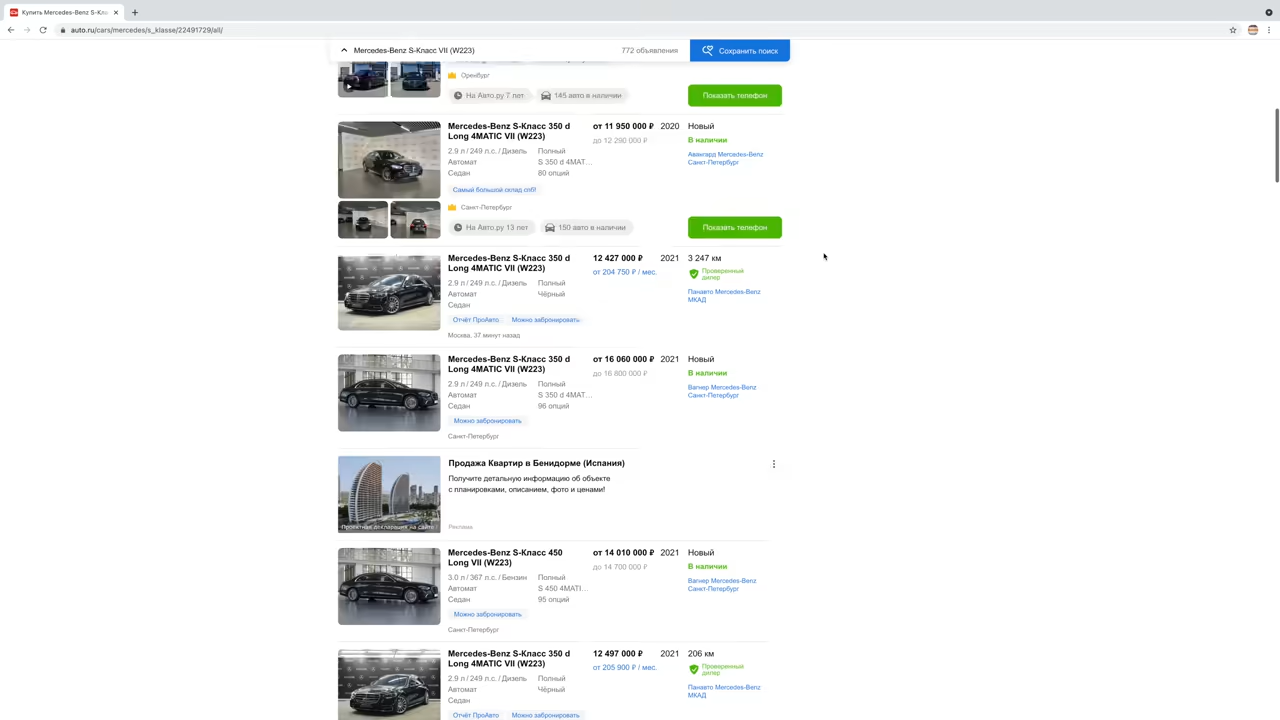 Купить Mercedes-Benz S-Кла
auto.ru/cars/mercedes/s_klasse/22491729/all/
Mercedes-Benz S-Класс VII (W223)
772 объявления
Сохранить поиск
Оренбург
На Авто.ру 7 лет
145 авто в наличии
Показать телефон
Mercedes-Benz S-Класс 350 d
Long 4MATIC VII (W223)
от 11 950 000 ₽
до 12 290 000 ₽
2020
Новый
В наличии
Авангард Mercedes-Benz
Санкт-Петербург
2.9 л / 249 л.с. / Дизель
Полный
Автомат
S 350 d 4MAT…
Седан
80 опций
Самый большой склад спб!
Санкт-Петербург
На Авто.ру 13 лет
150 авто в наличии
Показать телефон
Mercedes-Benz S-Класс 350 d
Long 4MATIC VII (W223)
12 427 000 ₽
от 204 750 ₽ / мес.
2021
3 247 км
Проверенный
дилер
Панавто Mercedes-Benz
МКАД
2.9 л / 249 л.с. / Дизель
Полный
Автомат
Чёрный
Седан
Отчёт ПроАвто
Можно забронировать
Москва, 37 минут назад
Mercedes-Benz S-Класс 350 d
Long 4MATIC VII (W223)
от 16 060 000 ₽
до 16 800 000 ₽
2021
Новый
В наличии
Вагнер Mercedes-Benz
Санкт-Петербург
2.9 л / 249 л.с. / Дизель
Полный
Автомат
S 350 d 4MAT…
Седан
96 опций
Можно забронировать
Санкт-Петербург
Продажа Квартир в Бенидорме (Испания)
Получите детальную информацию об объекте
с планировками, описанием, фото и ценами!
Проектная декларация на сайте
Реклама
Mercedes-Benz S-Класс 450
Long VII (W223)
от 14 010 000 ₽
до 14 700 000 ₽
2021
Новый
В наличии
Вагнер Mercedes-Benz
Санкт-Петербург
3.0 л / 367 л.с. / Бензин
Полный
Автомат
S 450 4MATI…
Седан
95 опций
Можно забронировать
Санкт-Петербург
Mercedes-Benz S-Класс 350 d
Long 4MATIC VII (W223)
12 497 000 ₽
от 205 900 ₽ / мес.
2021
206 км
Проверенный
дилер
Панавто Mercedes-Benz
МКАД
2.9 л / 249 л.с. / Дизель
Полный
Автомат
Чёрный
Седан
Отчёт ПроАвто
Можно забронировать